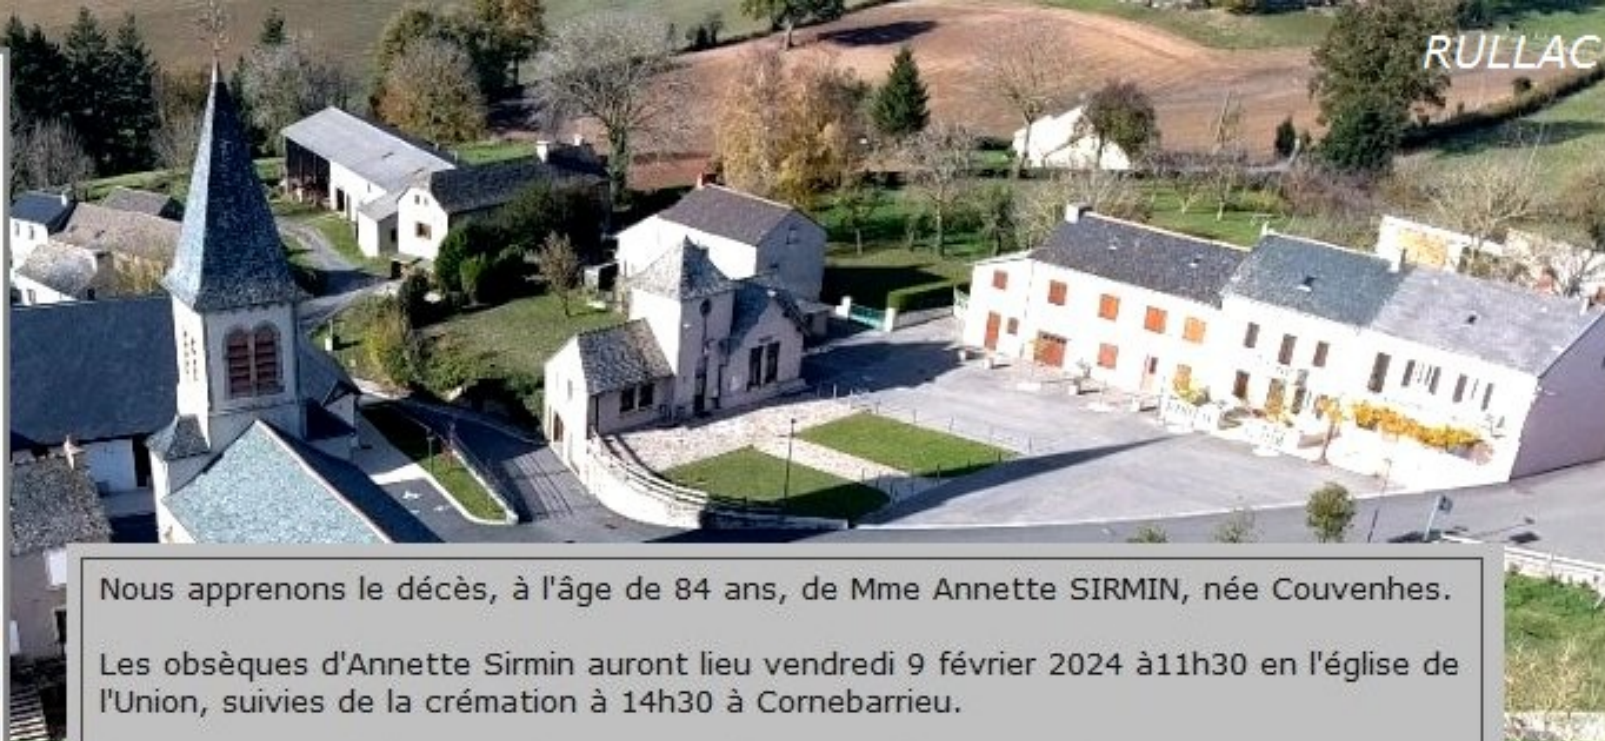 RULLAC
Nous apprenons le décès, à l'âge de 84 ans, de Mme Annette SIRMIN, née Couvenhes.
Les obsèques d'Annette Sirmin auront lieu vendredi 9 février 2024 à11h30 en l'église de
l'Union, suivies de la crémation à 14h30 à Cornebarrieu.